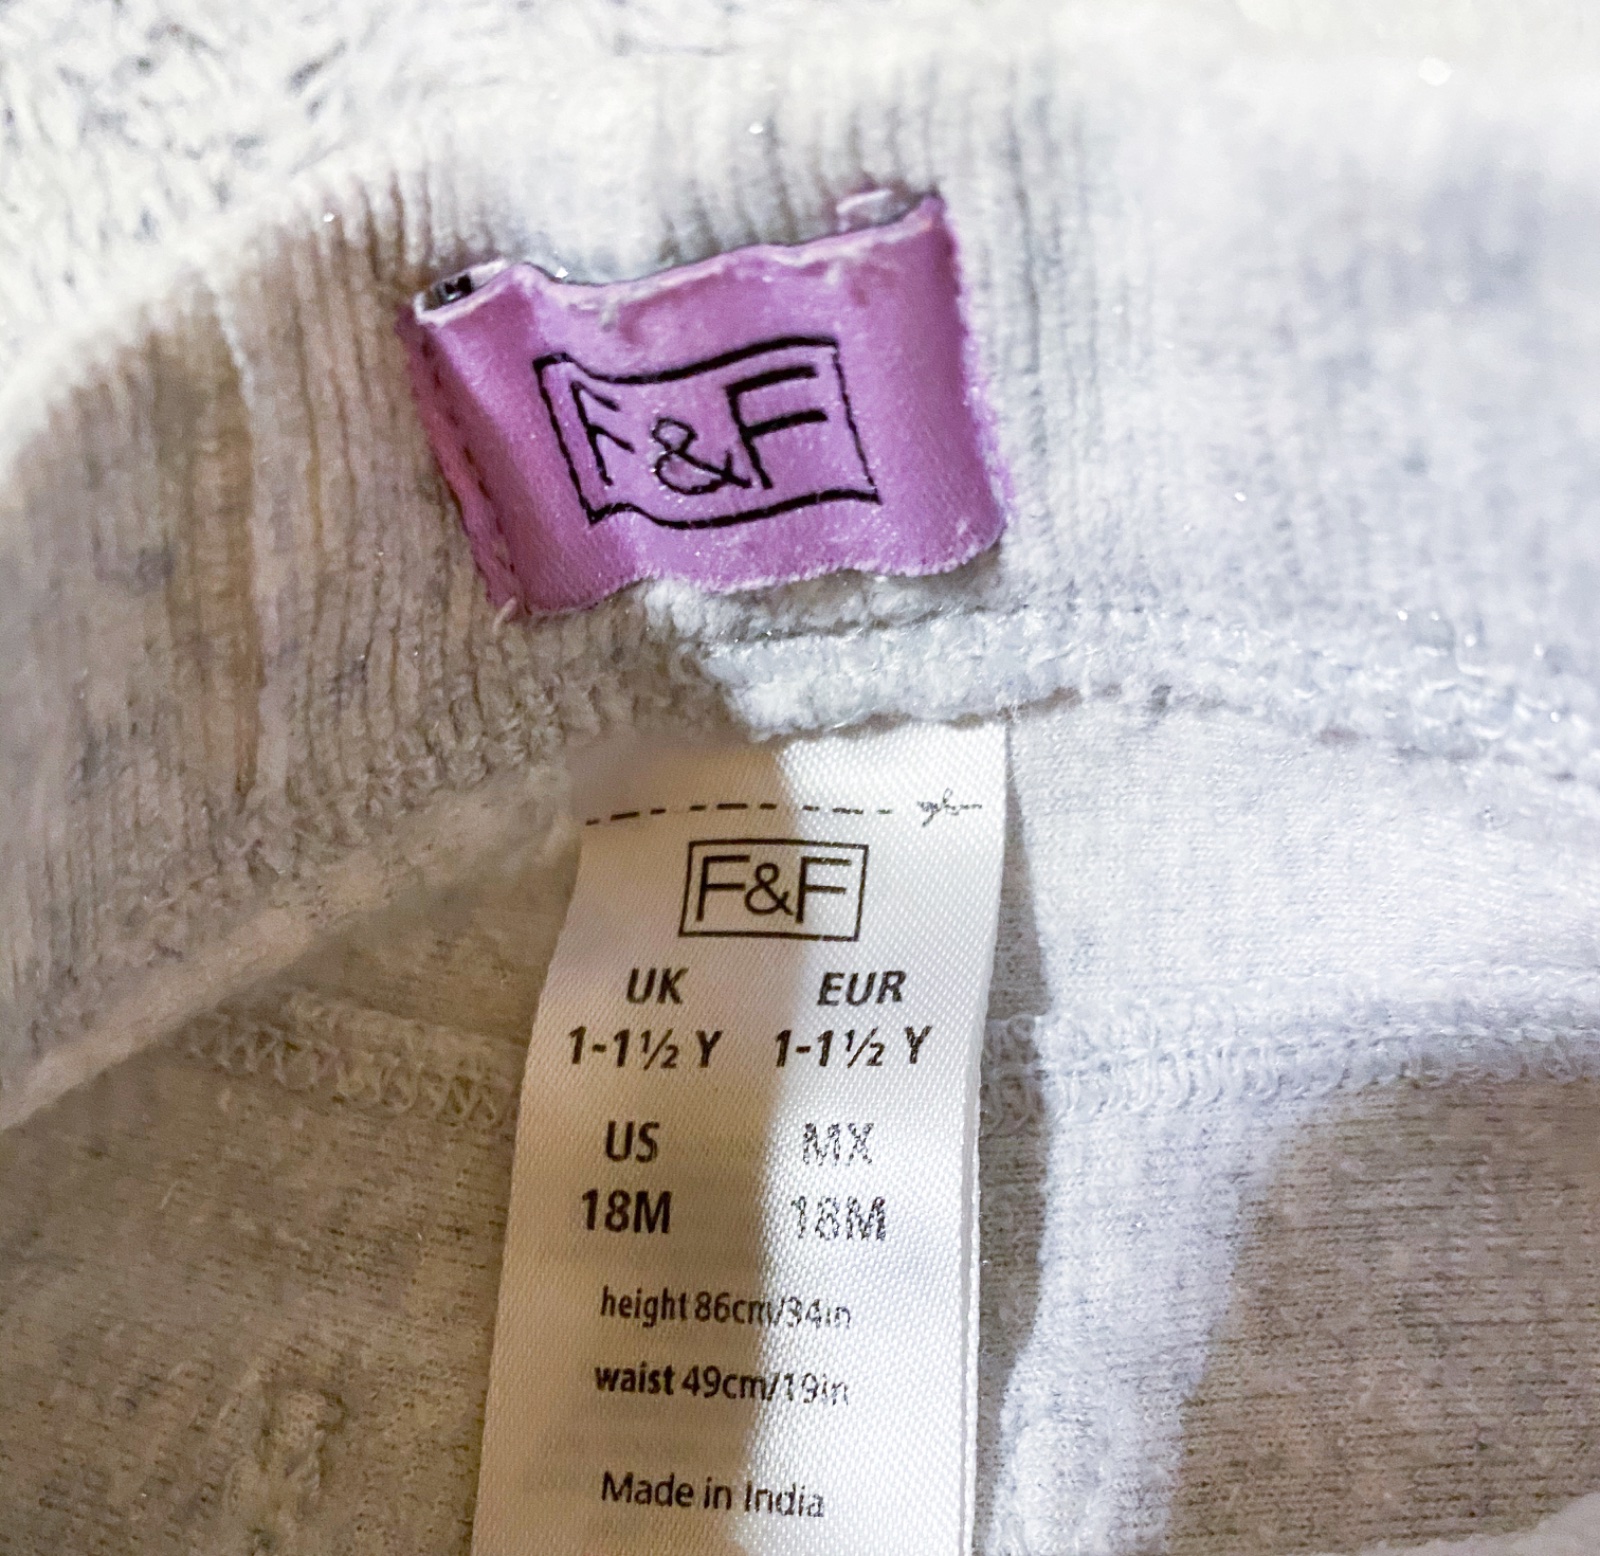 F&F
F&F
UK EUR
1-1½ Y 1-1½ Y
US MX
18M 18M
height 86cm/34in
waist 49cm/19in
Made in India